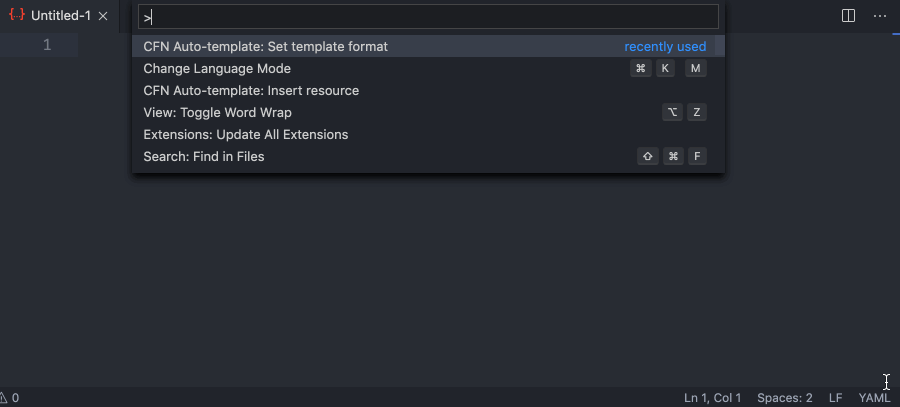 {..} Untitled-1 ×
>
1
CFN Auto-template: Set template format recently used
Change Language Mode ⌘ K M
CFN Auto-template: Insert resource
View: Toggle Word Wrap ⌥ Z
Extensions: Update All Extensions
Search: Find in Files ⇧ ⌘ F
0 Ln 1, Col 1 Spaces: 2 LF YAML